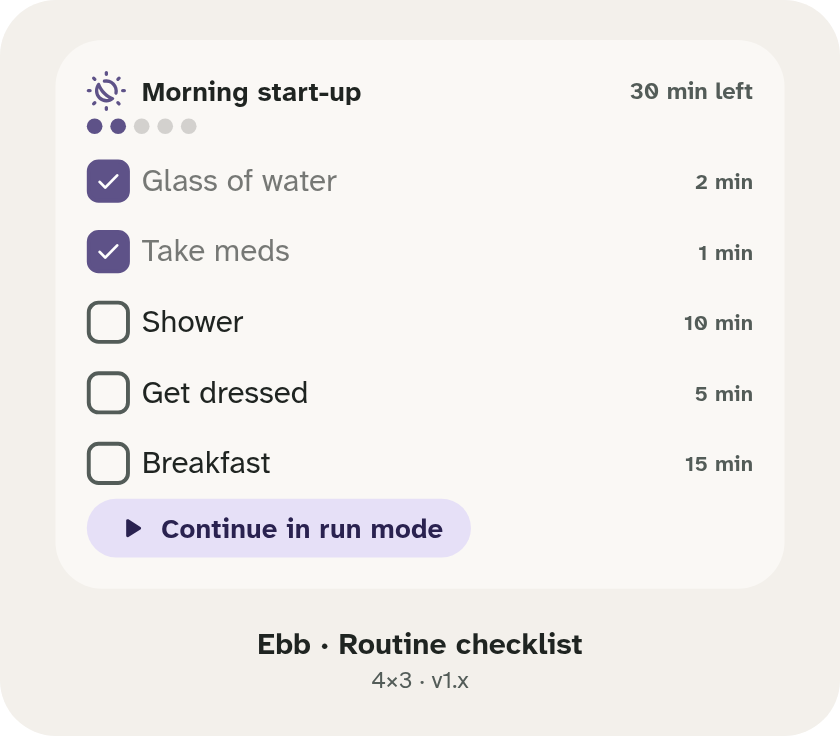 Morning start-up 30 min left
Glass of water 2 min
Take meds 1 min
Shower 10 min
Get dressed 5 min
Breakfast 15 min
Continue in run mode
Ebb · Routine checklist
4×3 · v1.x